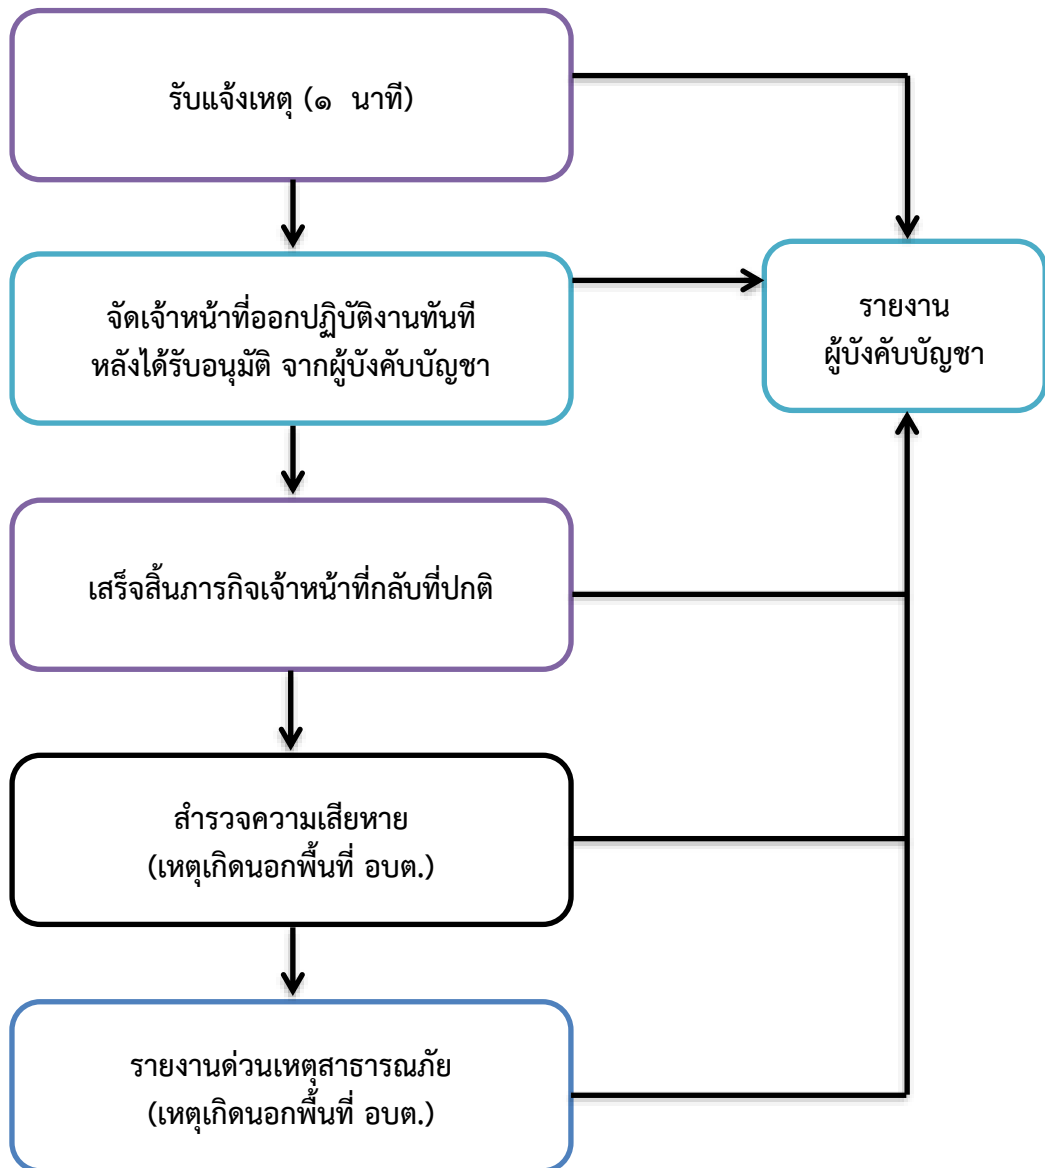 รับแจ้งเหตุ (๑ นาที)
จัดเจ้าหน้าที่ออกปฏิบัติงานทันที
หลังได้รับอนุมัติ จากผู้บังคับบัญชา
รายงาน
ผู้บังคับบัญชา
เสร็จสิ้นภารกิจเจ้าหน้าที่กลับที่ปกติ
สำรวจความเสียหาย
(เหตุเกิดนอกพื้นที่ อบต.)
รายงานด่วนเหตุสาธารณภัย
(เหตุเกิดนอกพื้นที่ อบต.)